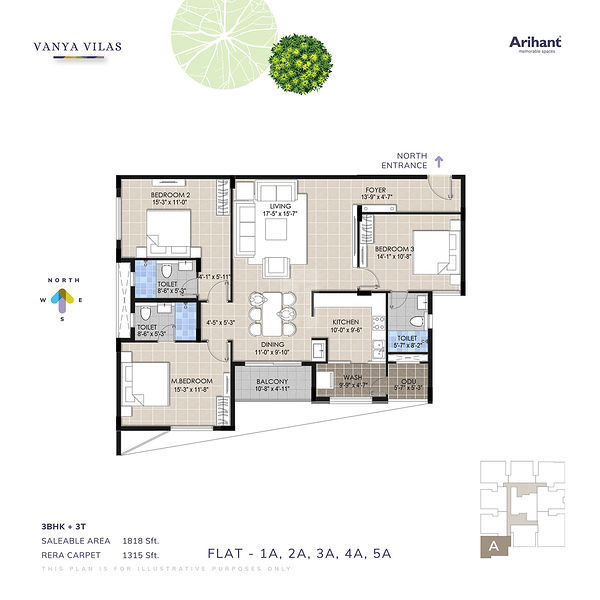 VANYA VILAS
Arihant
memorable spaces
NORTH
ENTRANCE
BEDROOM 2
15'-3" x 11'-0"
LIVING
17'-5" x 15'-7"
FOYER
13'-9" x 4'-7"
BEDROOM 3
14'-1" x 10'-8"
TOILET
8'-6" x 5'-3"
4'-1" x 5'-11"
NORTH
W E
S
TOILET
8'-6" x 5'-3"
4'-5" x 5'-3"
KITCHEN
10'-0" x 9'-6"
TOILET
5'-7" x 8'-2"
DINING
11'-0" x 9'-10"
M.BEDROOM
15'-3" x 11'-8"
BALCONY
10'-8" x 4'-11"
WASH
9'-9" x 4'-7"
ODU
5'-7" x 5'-3"
3BHK + 3T
SALEABLE AREA 1818 Sft.
RERA CARPET 1315 Sft.
FLAT - 1A, 2A, 3A, 4A, 5A
THIS PLAN IS FOR ILLUSTRATIVE PURPOSES ONLY
A